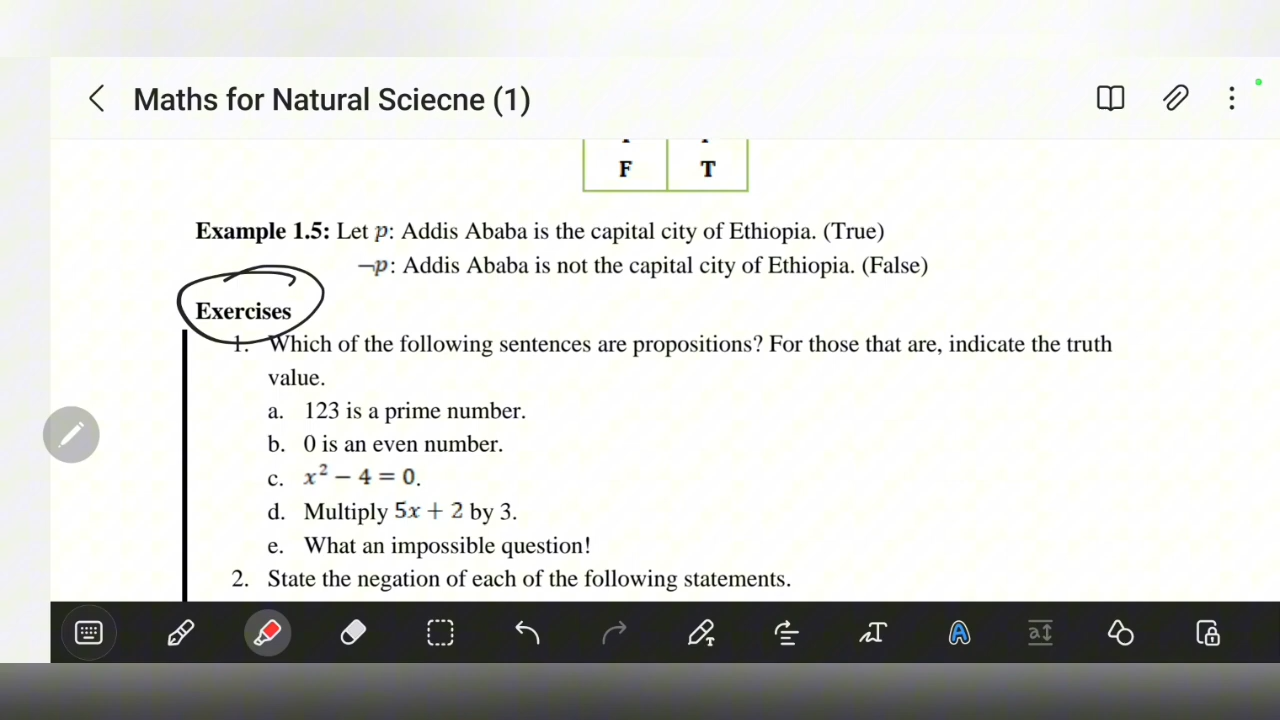 Maths for Natural Sciecne (1)
F T
Example 1.5: Let p: Addis Ababa is the capital city of Ethiopia. (True)
¬p: Addis Ababa is not the capital city of Ethiopia. (False)
Exercises
1. Which of the following sentences are propositions? For those that are, indicate the truth
value.
a. 123 is a prime number.
b. 0 is an even number.
c. x² − 4 = 0.
d. Multiply 5x + 2 by 3.
e. What an impossible question!
2. State the negation of each of the following statements.